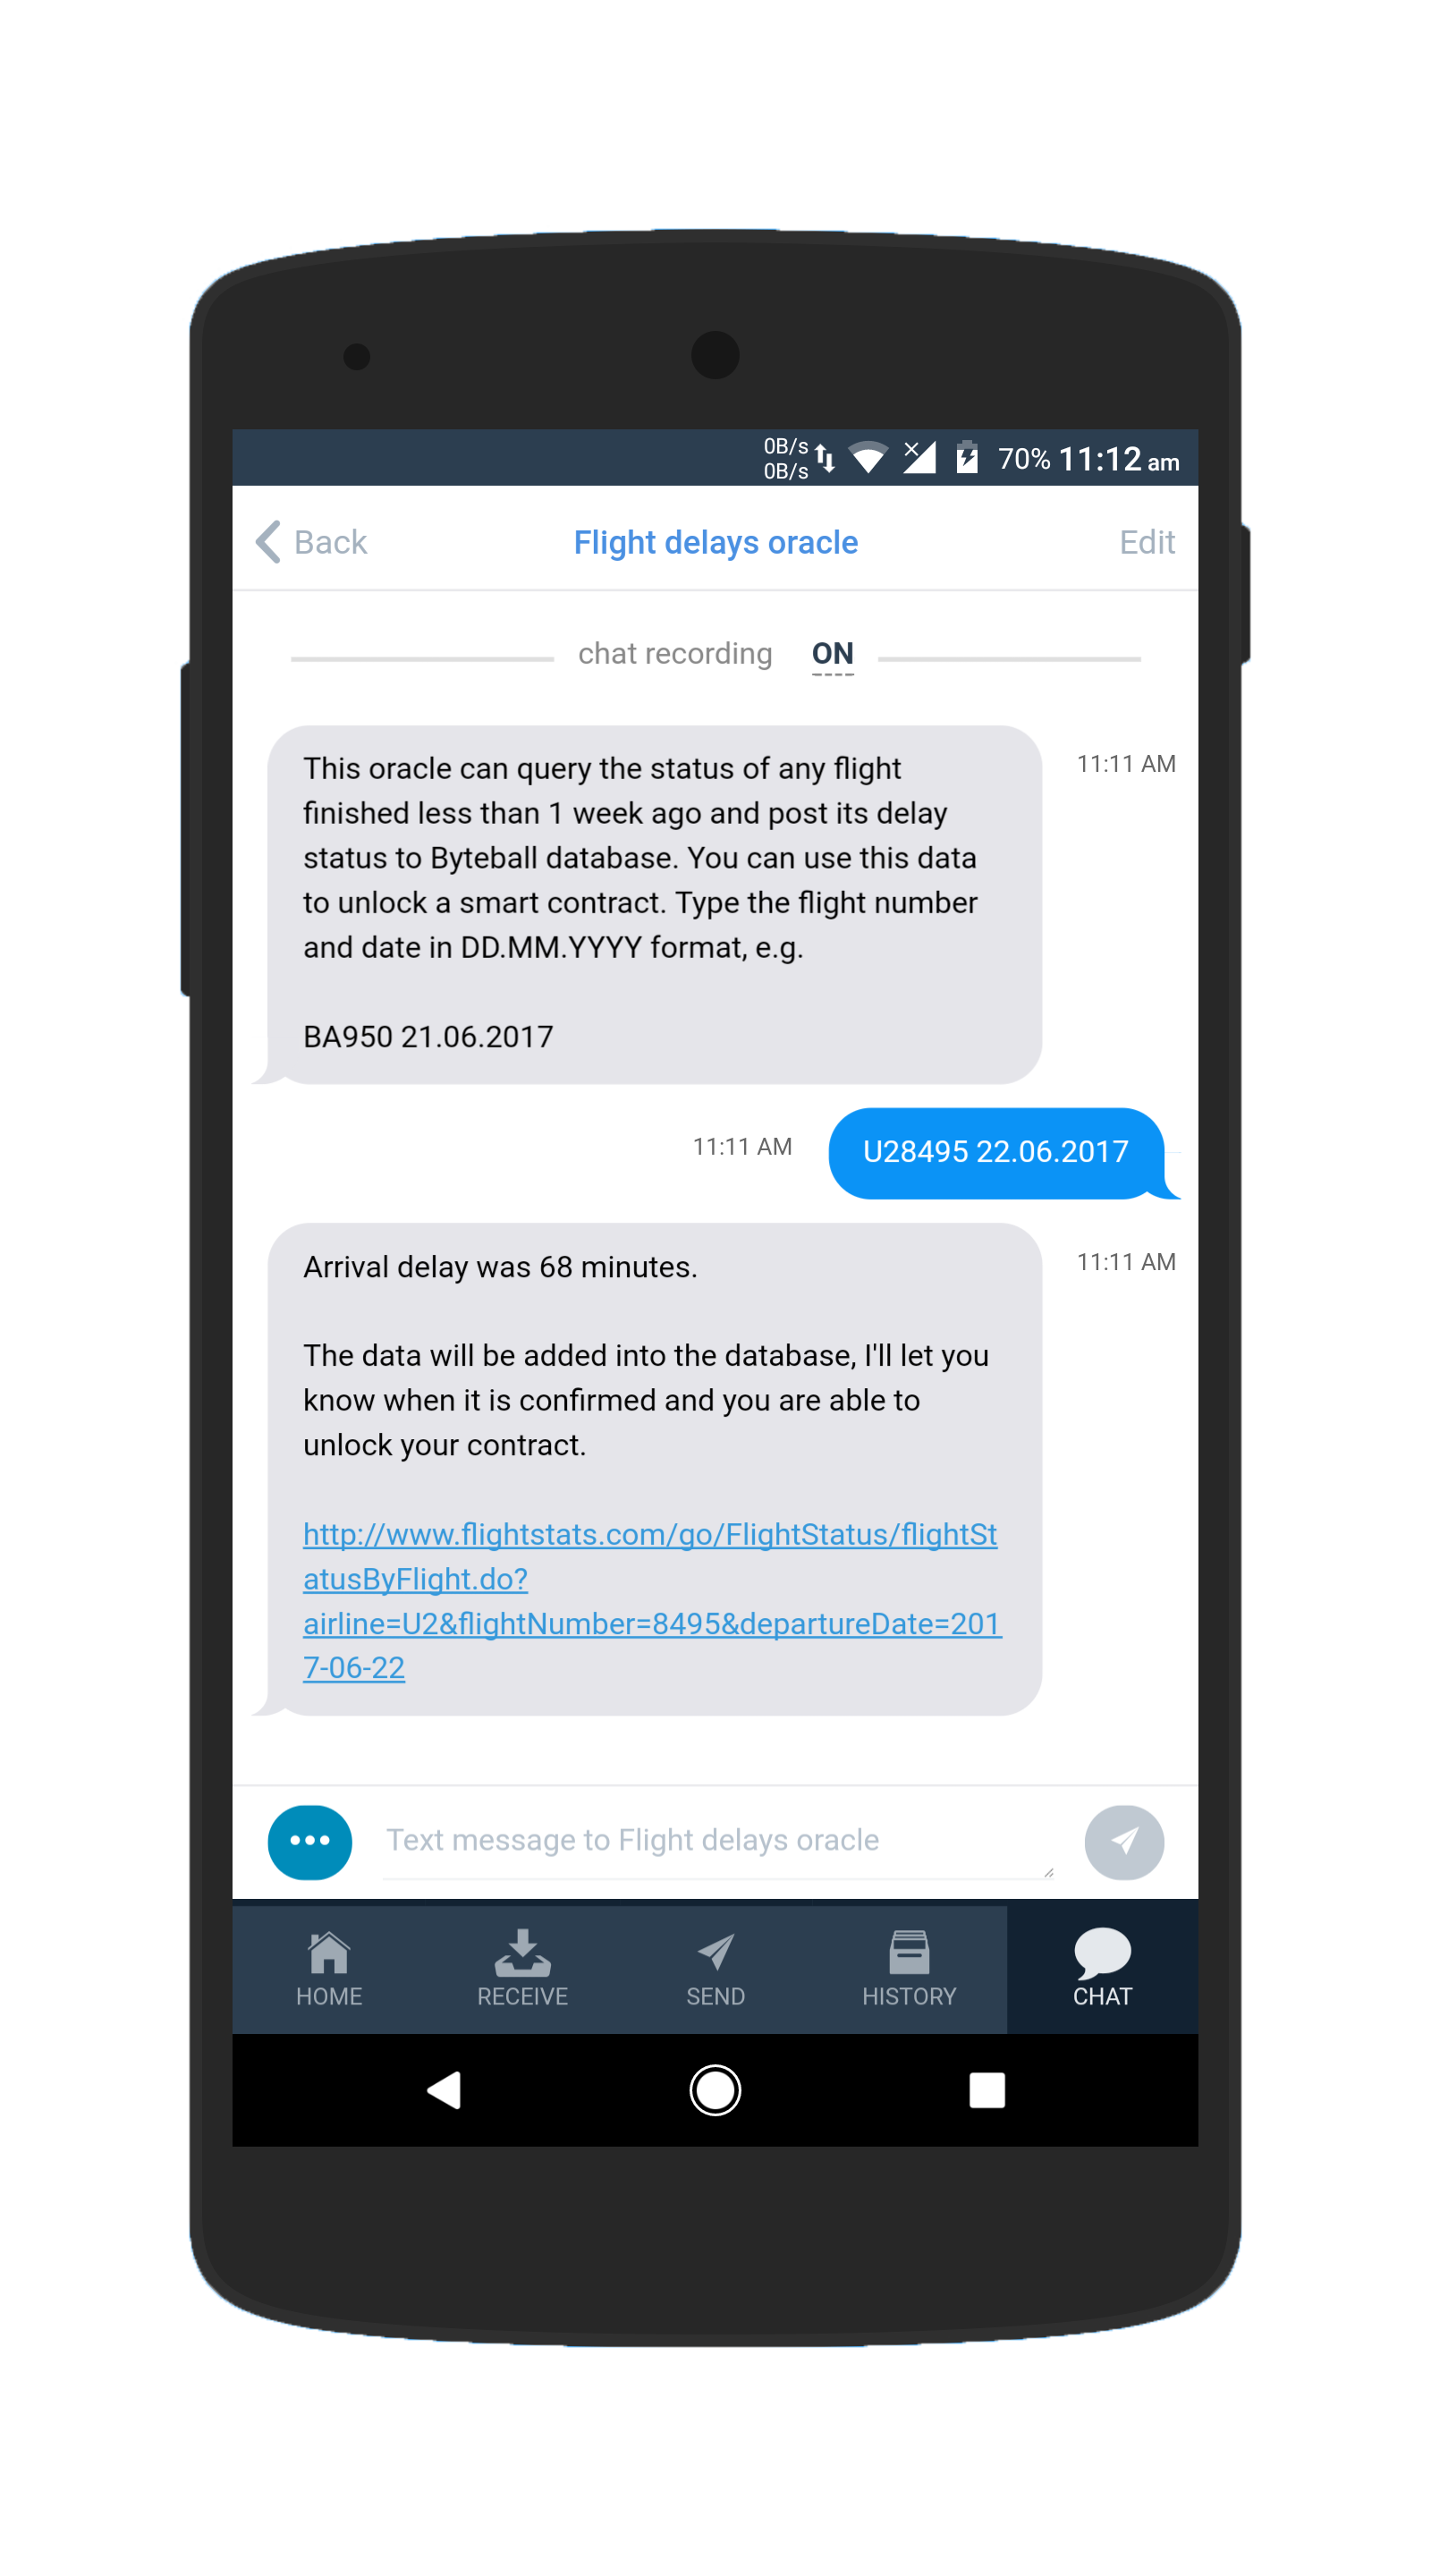 0B/s
0B/s
70% 11:12 am
Back Flight delays oracle Edit
chat recording ON
This oracle can query the status of any flight
finished less than 1 week ago and post its delay
status to Byteball database. You can use this data
to unlock a smart contract. Type the flight number
and date in DD.MM.YYYY format, e.g.
BA950 21.06.2017
11:11 AM
11:11 AM
U28495 22.06.2017
Arrival delay was 68 minutes.
The data will be added into the database, I'll let you
know when it is confirmed and you are able to
unlock your contract.
http://www.flightstats.com/go/FlightStatus/flightSt
atusByFlight.do?
airline=U2&flightNumber=8495&departureDate=201
7-06-22
11:11 AM
Text message to Flight delays oracle
HOME RECEIVE SEND HISTORY CHAT